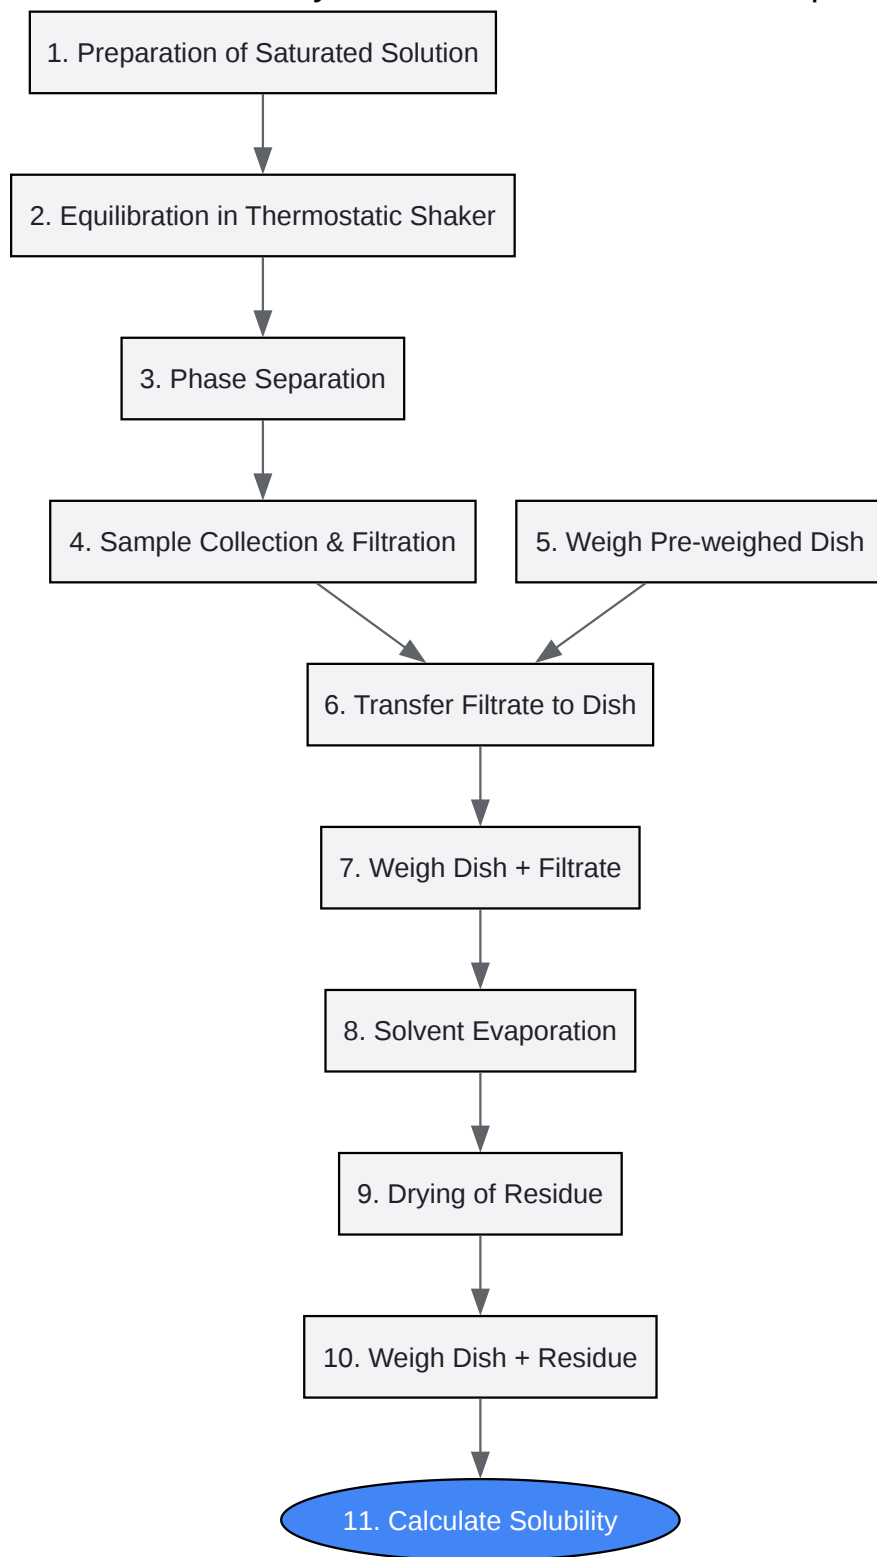 1. Preparation of Saturated Solution
2. Equilibration in Thermostatic Shaker
3. Phase Separation
4. Sample Collection & Filtration
5. Weigh Pre-weighed Dish
6. Transfer Filtrate to Dish
7. Weigh Dish + Filtrate
8. Solvent Evaporation
9. Drying of Residue
10. Weigh Dish + Residue
11. Calculate Solubility